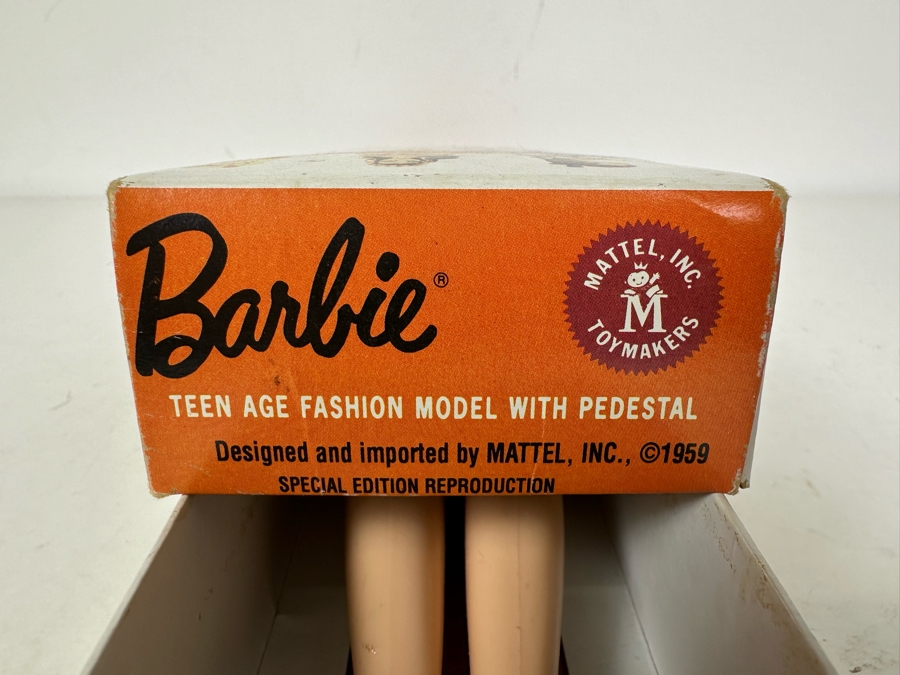 Barbie®
MATTEL, INC.
M
TOYMAKERS
TEEN AGE FASHION MODEL WITH PEDESTAL
Designed and imported by MATTEL, INC., ©1959
SPECIAL EDITION REPRODUCTION